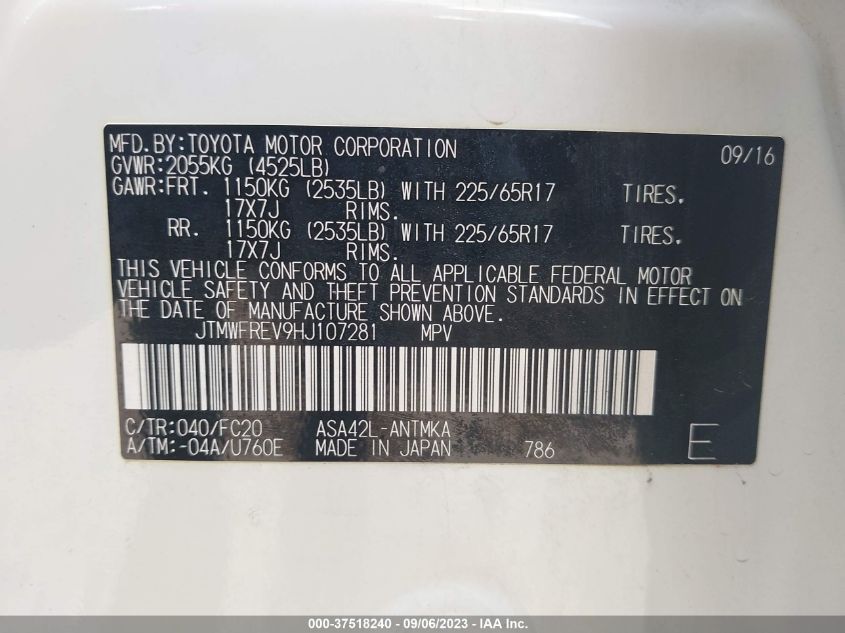 MFD.BY:TOYOTA MOTOR CORPORATION 09/16
GVWR:2055KG (4525LB)
GAWR:FRT. 1150KG (2535LB) WITH 225/65R17 TIRES.
17X7J RIMS.
RR. 1150KG (2535LB) WITH 225/65R17 TIRES.
17X7J RIMS.
THIS VEHICLE CONFORMS TO ALL APPLICABLE FEDERAL MOTOR
VEHICLE SAFETY AND THEFT PREVENTION STANDARDS IN EFFECT ON
THE DATE OF MANUFACTURE SHOWN ABOVE.
JTMWFREV9HJ107281 MPV
C/TR:040/FC20 ASA42L-ANTMKA
A/TM:-04A/U760E MADE IN JAPAN 786 E
000-37518240 - 09/06/2023 - IAA Inc.